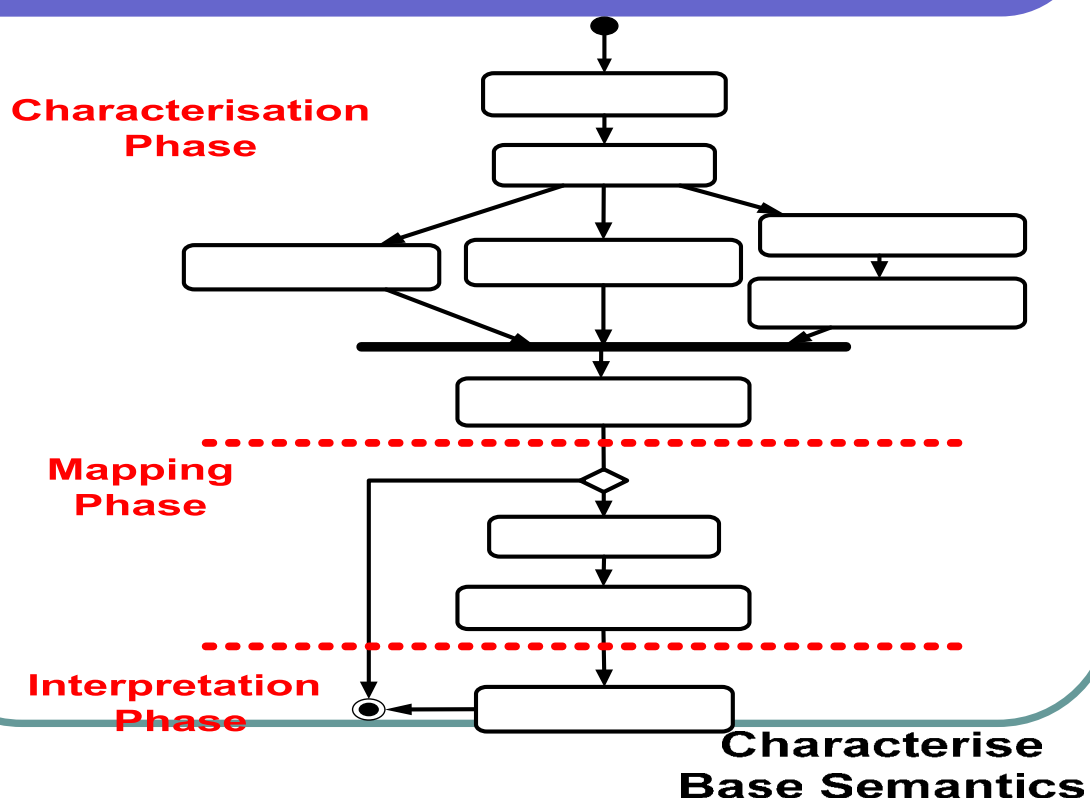 Characterisation
Phase
Mapping
Phase
Interpretation
Phase
Characterise
Base Semantics